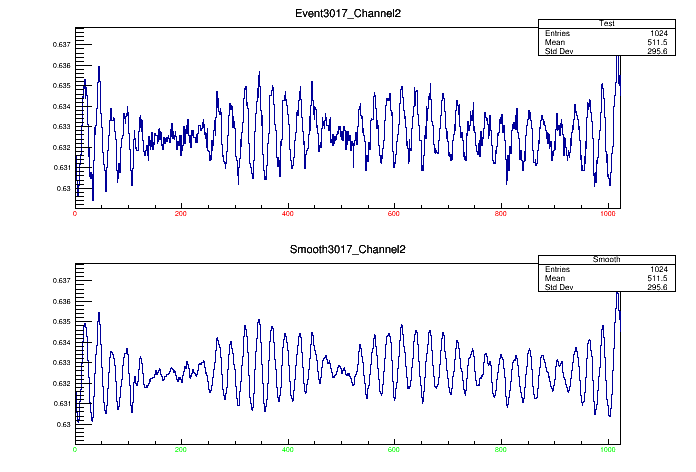 Event3017_Channel2
Test
Entries 1024
Mean 511.5
Std Dev 295.6
0.637
0.636
0.635
0.634
0.633
0.632
0.631
0.63
0 200 400 600 800 1000
Smooth3017_Channel2
Smooth
Entries 1024
Mean 511.5
Std Dev 295.6
0.637
0.636
0.635
0.634
0.633
0.632
0.631
0.63
0 200 400 600 800 1000